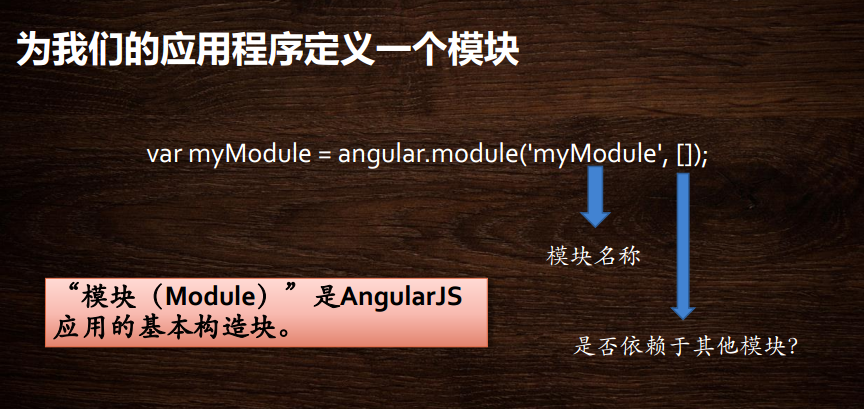 为我们的应用程序定义一个模块
var myModule = angular.module('myModule', []);
模块名称
“模块（Module）”是AngularJS
应用的基本构造块。
是否依赖于其他模块？